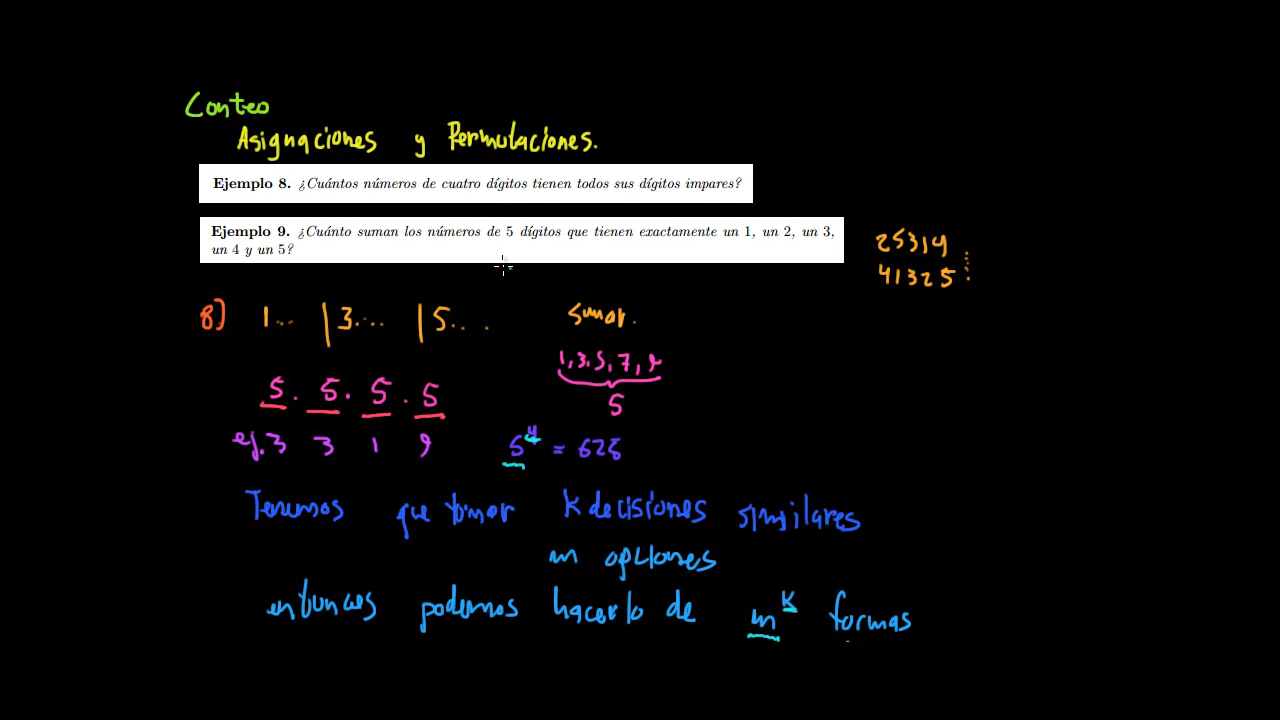 Conteo
Asignaciones y Permutaciones.
Ejemplo 8. ¿Cuántos números de cuatro dígitos tienen todos sus dígitos impares?
Ejemplo 9. ¿Cuánto suman los números de 5 dígitos que tienen exactamente un 1, un 2, un 3,
un 4 y un 5?
25314
41325
8) 1... | 3.... | 5.... sumar.
1,3,5,7,9
5
5 . 5 . 5 . 5
ej. 3 3 1 9 5^4 = 625
Tenemos que tomar k decisiones similares
m opciones
entonces podemos hacerlo de m^k formas